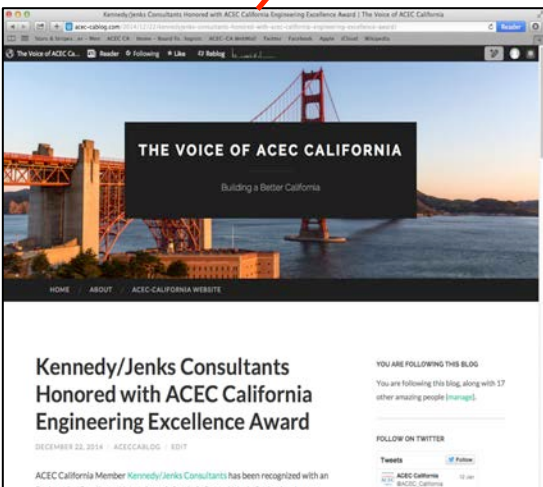 Kennedy/Jenks Consultants Honored with ACEC California Engineering Excellence Award | The Voice of ACEC California
Reader
The Voice of ACEC Ca... Reader Following Like Reblog
THE VOICE OF ACEC CALIFORNIA
Building a Better California
HOME / ABOUT / ACEC-CALIFORNIA WEBSITE
Kennedy/Jenks Consultants
Honored with ACEC California
Engineering Excellence Award
DECEMBER 22, 2014 / ACECCABLOG / EDIT
ACEC California Member Kennedy/Jenks Consultants has been recognized with an
YOU ARE FOLLOWING THIS BLOG
You are following this blog, along with 17
other amazing people (manage).
FOLLOW ON TWITTER
Tweets Follow
ACEC California
@ACEC_California